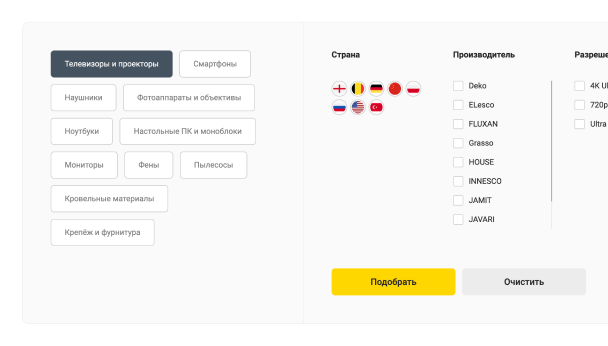 Телевизоры и проекторы
Смартфоны
Наушники
Фотоаппараты и объективы
Ноутбуки
Настольные ПК и моноблоки
Мониторы
Фены
Пылесосы
Кровельные материалы
Крепёж и фурнитура
Страна
Производитель
Deko
ELesco
FLUXAN
Grasso
HOUSE
INNESCO
JAMIT
JAVARI
Разреше
4K Ul
720p
Ultra
Подобрать
Очистить